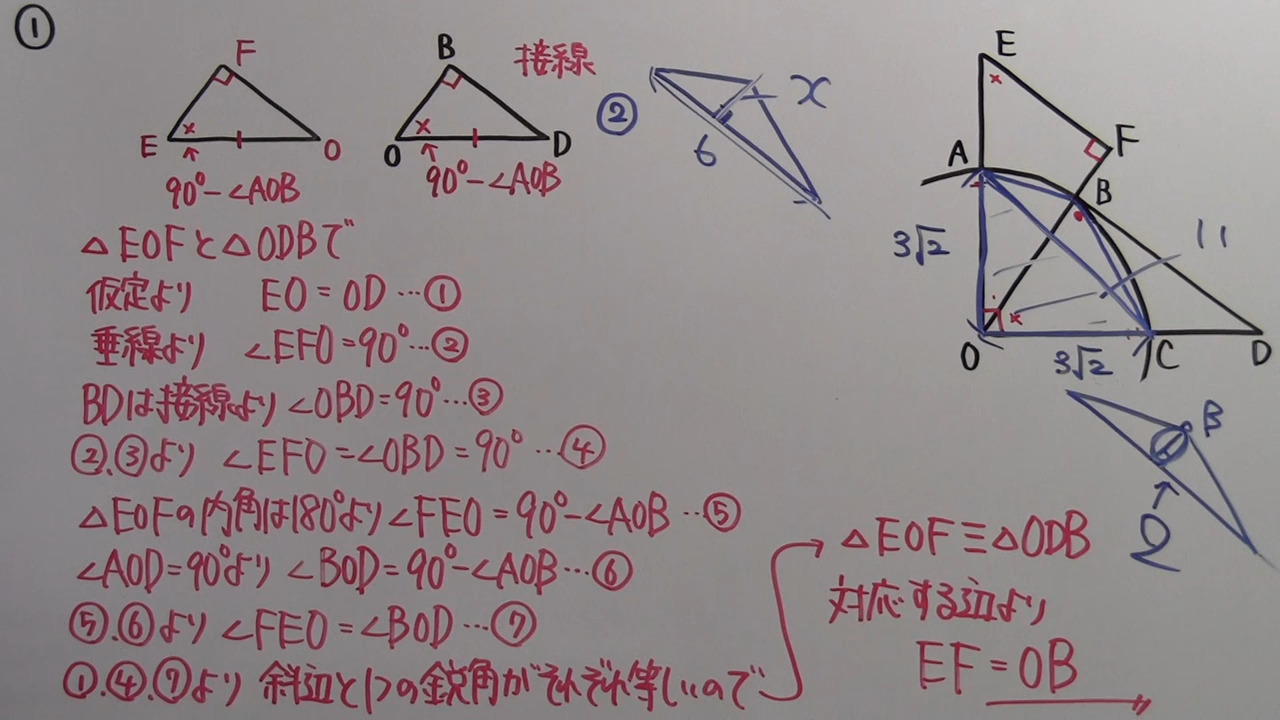 ①
F
E
O
90°-∠AOB
B
O
D
接線
90°-∠AOB
②
x
6
△EOFと△ODBで
仮定より EO=OD…①
垂線より ∠EFO=90°…②
BDは接線より∠OBD=90°…③
②.③より ∠EFO=∠OBD=90°…④
△EOFの内角は180°より∠FEO=90°-∠AOB…⑤
∠AOD=90°より ∠BOD=90°-∠AOB…⑥
⑤.⑥より ∠FEO=∠BOD…⑦
①.④.⑦より 斜辺と1つの鋭角がそれぞれ等しいので
△EOF≡△ODB
対応する辺より
EF=OB
E
F
A
B
3√2
11
O
3√2
C
D
B